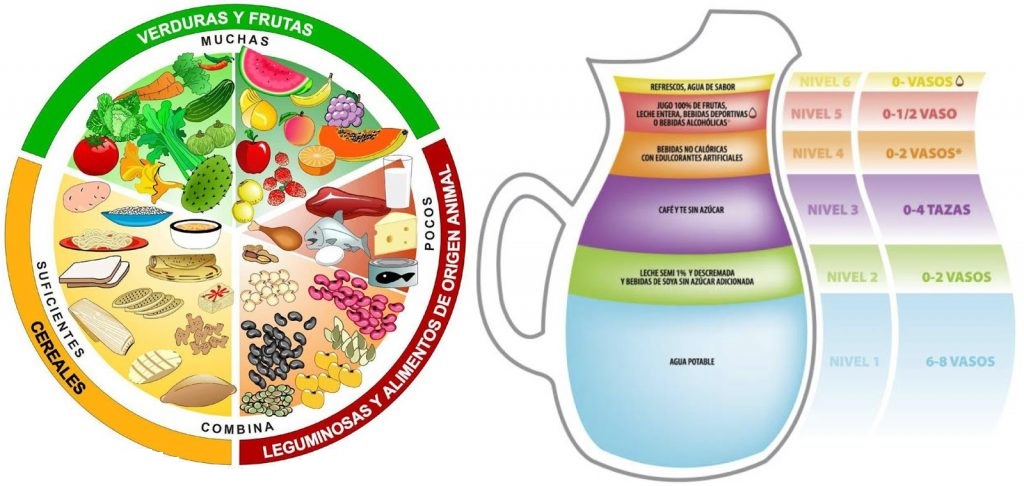 VERDURAS Y FRUTAS
MUCHAS
LEGUMINOSAS Y ALIMENTOS DE ORIGEN ANIMAL
POCOS
SUFICIENTES
CEREALES
COMBINA
REFRESCOS, AGUA DE SABOR
JUGO 100% DE FRUTAS,
LECHE ENTERA, BEBIDAS DEPORTIVAS
O BEBIDAS ALCOHÓLICAS*
BEBIDAS NO CALÓRICAS
CON EDULCORANTES ARTIFICIALES
CAFÉ Y TE SIN AZÚCAR
LECHE SEMI 1% Y DESCREMADA
Y BEBIDAS DE SOYA SIN AZÚCAR ADICIONADA
AGUA POTABLE
NIVEL 6 0- VASOS
NIVEL 5 0-1/2 VASO
NIVEL 4 0-2 VASOS*
NIVEL 3 0-4 TAZAS
NIVEL 2 0-2 VASOS
NIVEL 1 6-8 VASOS